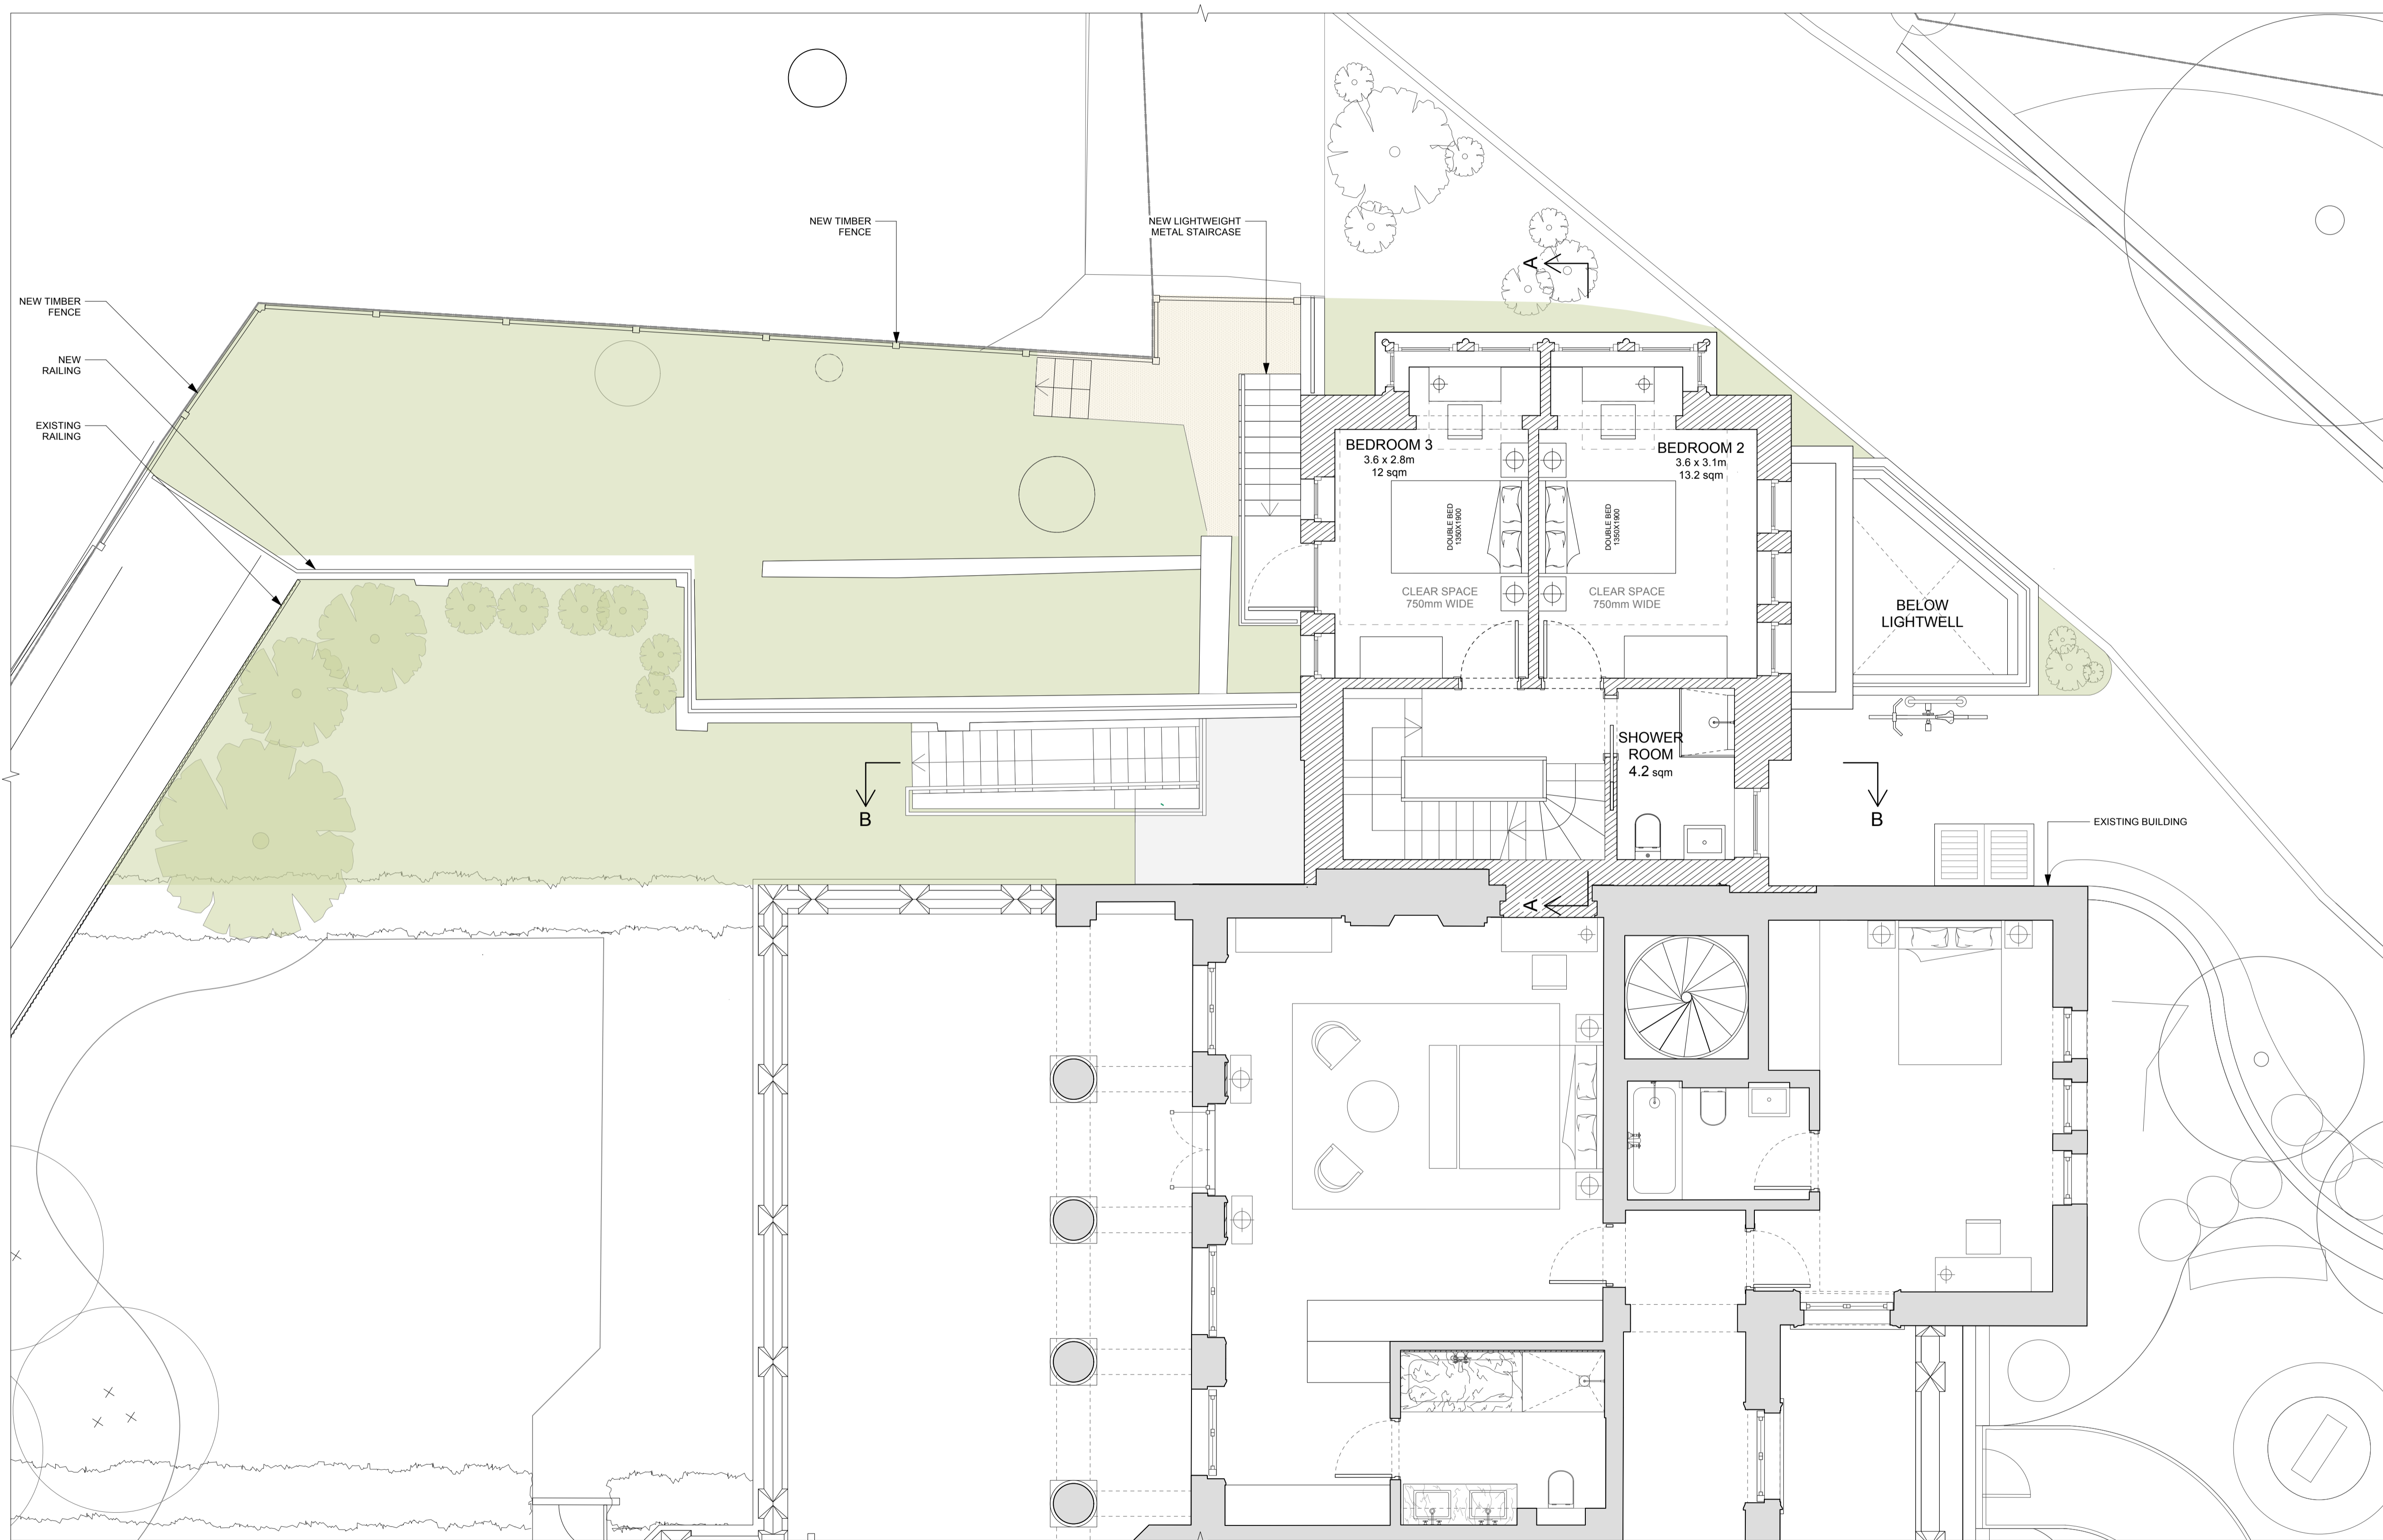 NEW TIMBER
FENCE
NEW LIGHTWEIGHT
METAL STAIRCASE
A
NEW TIMBER
FENCE
NEW
RAILING
EXISTING
RAILING
BEDROOM 3
3.6 x 2.8m
12 sqm
BEDROOM 2
3.6 x 3.1m
13.2 sqm
DOUBLE BED
1350X1900
DOUBLE BED
1350X1900
CLEAR SPACE
750mm WIDE
CLEAR SPACE
750mm WIDE
BELOW
LIGHTWELL
SHOWER
ROOM
4.2 sqm
B
B
EXISTING BUILDING
A